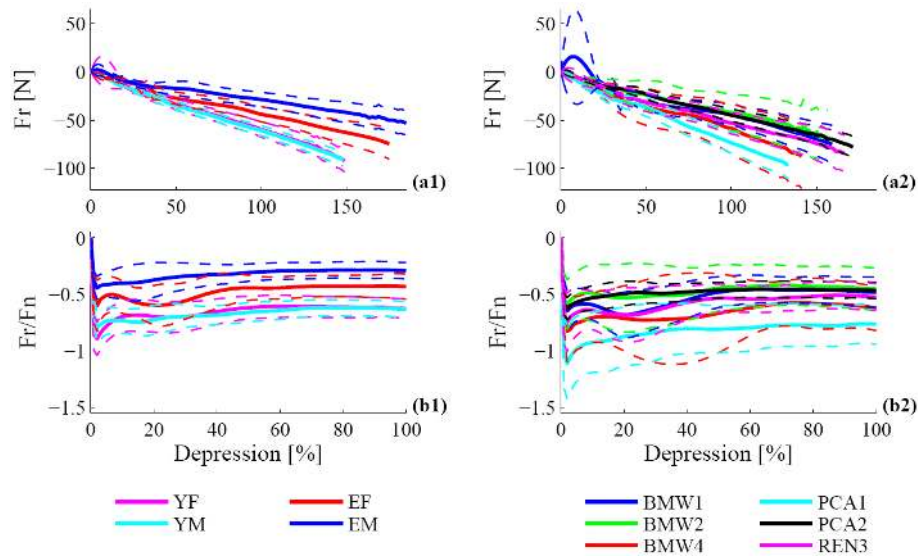 50
0
−50
−100
Fr [N]
0
50
100
150
(a1)
50
0
−50
−100
Fr [N]
0
50
100
150
(a2)
0
−0.5
−1
−1.5
Fr/Fn
0
20
40
60
80
100
(b1)
Depression [%]
0
−0.5
−1
−1.5
Fr/Fn
0
20
40
60
80
100
(b2)
Depression [%]
YF
EF
YM
EM
BMW1
PCA1
BMW2
PCA2
BMW4
REN3